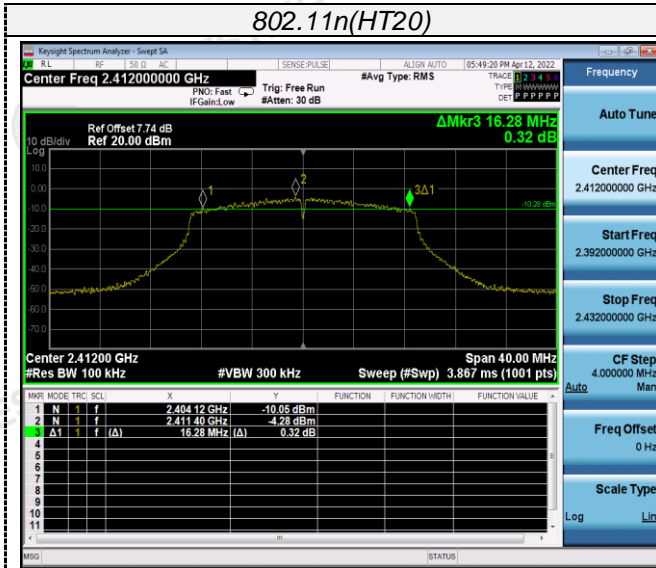 802.11n(HT20)
Keysight Spectrum Analyzer - Swept SA
RL RF 50 Ω AC SENSE:PULSE ALIGN AUTO 05:49:20 PM Apr 12, 2022
Center Freq 2.412000000 GHz
PNO: Fast
IFGain:Low
Trig: Free Run
#Atten: 30 dB
#Avg Type: RMS
TRACE 1 2 3 4 5 6
TYPE M WWWWW
DET P P P P P P
Ref Offset 7.74 dB
10 dB/div Ref 20.00 dBm
Log
ΔMkr3 16.28 MHz
0.32 dB
10.0
0.00
-10.0
-20.0
-30.0
-40.0
-50.0
-60.0
-70.0
1
2
3Δ1
-10.28 dBm
Center 2.41200 GHz Span 40.00 MHz
#Res BW 100 kHz #VBW 300 kHz Sweep (#Swp) 3.867 ms (1001 pts)
MKR MODE TRC SCL X Y FUNCTION FUNCTION WIDTH FUNCTION VALUE
1 N 1 f 2.404 12 GHz -10.05 dBm
2 N 1 f 2.411 40 GHz -4.28 dBm
3 Δ1 1 f (Δ) 16.28 MHz (Δ) 0.32 dB
4
5
6
7
8
9
10
11
MSG STATUS
Frequency
Auto Tune
Center Freq
2.412000000 GHz
Start Freq
2.392000000 GHz
Stop Freq
2.432000000 GHz
CF Step
4.000000 MHz
Auto Man
Freq Offset
0 Hz
Scale Type
Log Lin